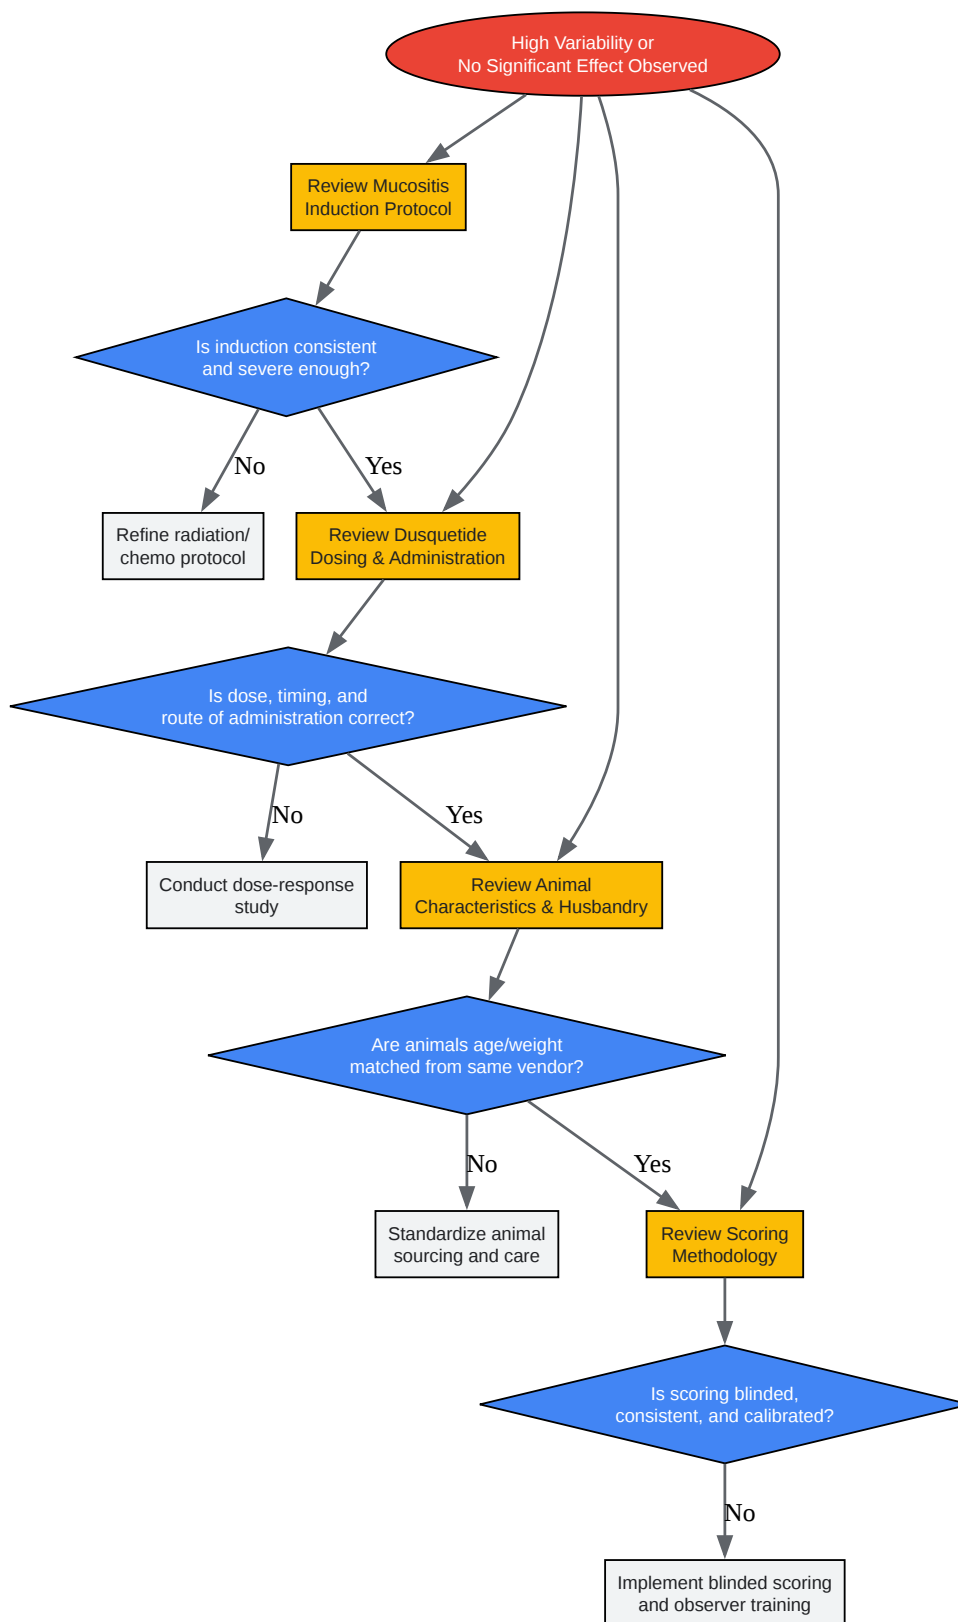 High Variability or
No Significant Effect Observed
Review Mucositis
Induction Protocol
Is induction consistent
and severe enough?
No
Yes
Refine radiation/
chemo protocol
Review Dusquetide
Dosing & Administration
Is dose, timing, and
route of administration correct?
No
Yes
Conduct dose-response
study
Review Animal
Characteristics & Husbandry
Are animals age/weight
matched from same vendor?
No
Yes
Standardize animal
sourcing and care
Review Scoring
Methodology
Is scoring blinded,
consistent, and calibrated?
No
Implement blinded scoring
and observer training